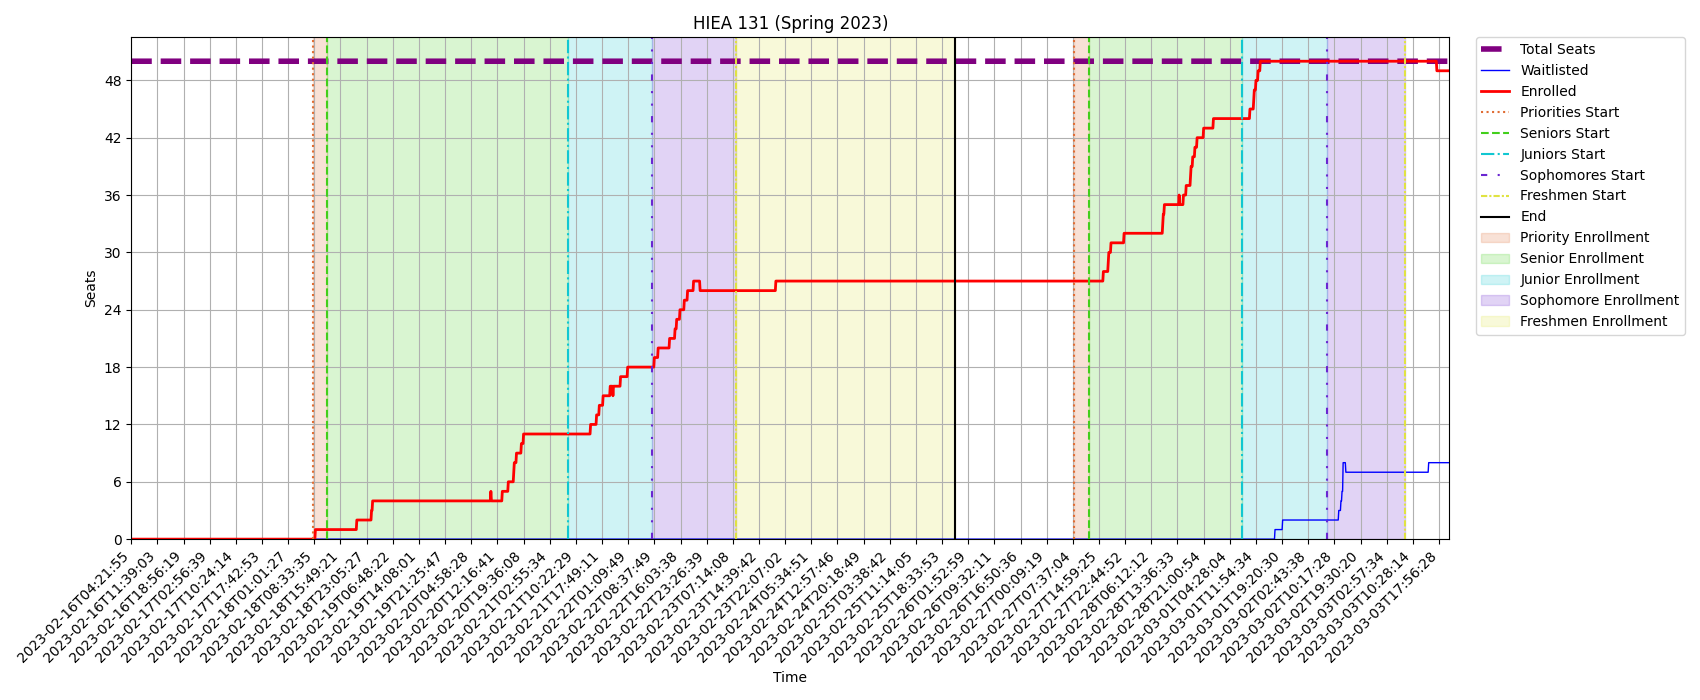 HIEA 131 (Spring 2023)
Total Seats
Waitlisted
Enrolled
Priorities Start
Seniors Start
Juniors Start
Sophomores Start
Freshmen Start
End
Priority Enrollment
Senior Enrollment
Junior Enrollment
Sophomore Enrollment
Freshmen Enrollment
Seats
48
42
36
30
24
18
12
6
0
2023-02-16T04:21:55
2023-02-16T11:39:03
2023-02-16T18:56:19
2023-02-17T02:56:39
2023-02-17T10:24:14
2023-02-17T17:42:53
2023-02-18T01:01:27
2023-02-18T08:33:35
2023-02-18T15:49:21
2023-02-18T23:05:27
2023-02-19T06:48:22
2023-02-19T14:08:01
2023-02-19T21:25:47
2023-02-20T04:58:28
2023-02-20T12:16:41
2023-02-20T19:36:08
2023-02-21T02:55:34
2023-02-21T10:22:29
2023-02-21T17:49:11
2023-02-22T01:09:49
2023-02-22T08:37:49
2023-02-22T16:03:38
2023-02-22T23:26:39
2023-02-23T07:14:08
2023-02-23T14:39:42
2023-02-23T22:07:02
2023-02-24T05:34:51
2023-02-24T12:57:46
2023-02-24T20:18:49
2023-02-25T03:38:42
2023-02-25T11:14:05
2023-02-25T18:33:53
2023-02-26T01:52:59
2023-02-26T09:32:11
2023-02-26T16:50:36
2023-02-27T00:09:19
2023-02-27T07:37:04
2023-02-27T14:59:25
2023-02-27T22:44:52
2023-02-28T06:12:12
2023-02-28T13:36:33
2023-02-28T21:00:54
2023-03-01T04:28:04
2023-03-01T11:54:34
2023-03-01T19:20:30
2023-03-02T02:43:38
2023-03-02T10:17:28
2023-03-02T19:30:20
2023-03-03T02:57:34
2023-03-03T10:28:14
2023-03-03T17:56:28
Time